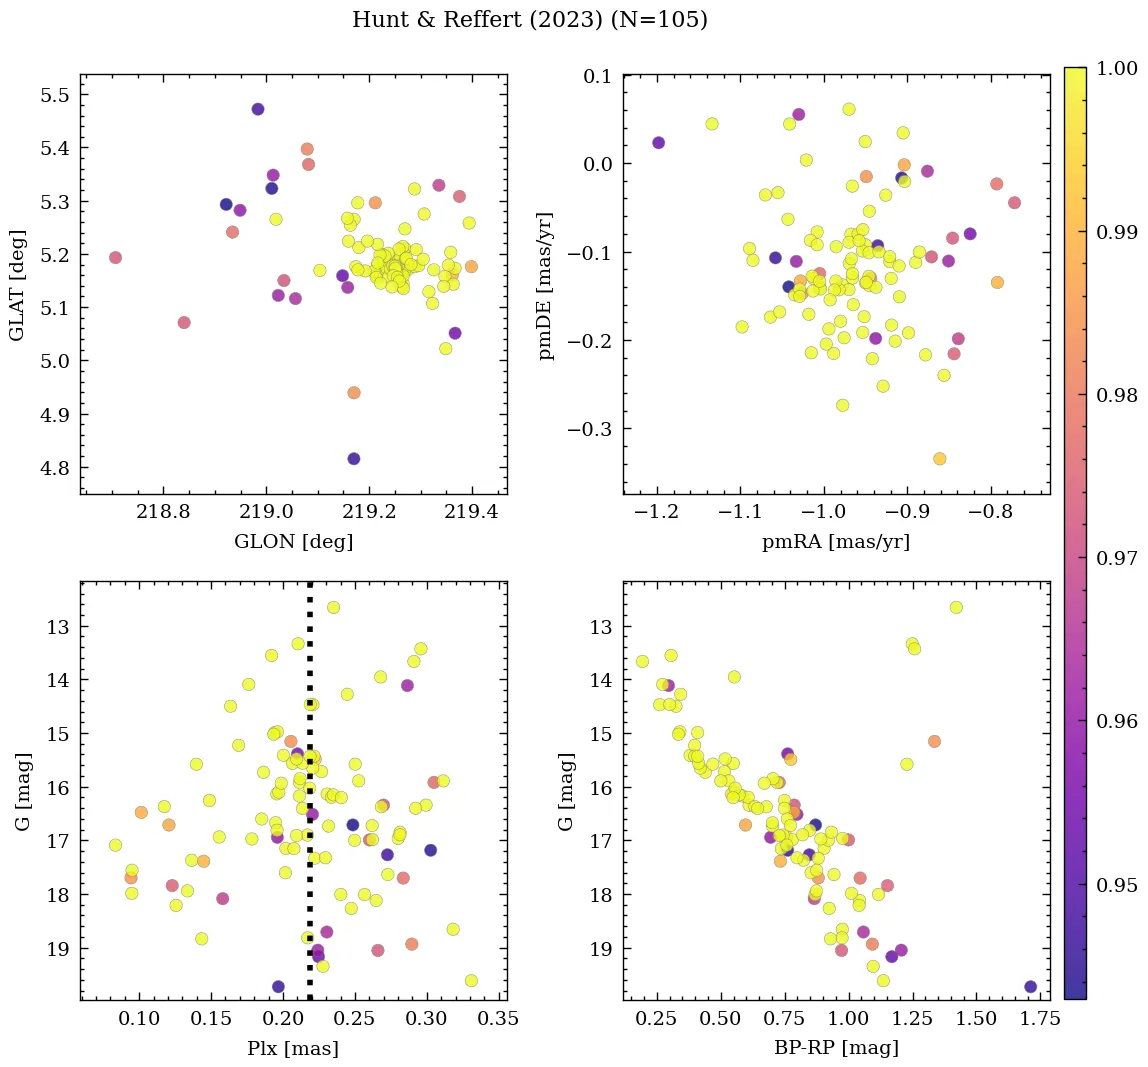 Hunt & Reffert (2023) (N=105)
5.5
5.4
5.3
5.2
5.1
5.0
4.9
4.8
GLAT [deg]
218.8 219.0 219.2 219.4
GLON [deg]
0.1
0.0
−0.1
−0.2
−0.3
pmDE [mas/yr]
−1.2 −1.1 −1.0 −0.9 −0.8
pmRA [mas/yr]
1.00
0.99
0.98
0.97
0.96
0.95
13
14
15
16
17
18
19
G [mag]
0.10 0.15 0.20 0.25 0.30 0.35
Plx [mas]
13
14
15
16
17
18
19
G [mag]
0.25 0.50 0.75 1.00 1.25 1.50 1.75
BP-RP [mag]